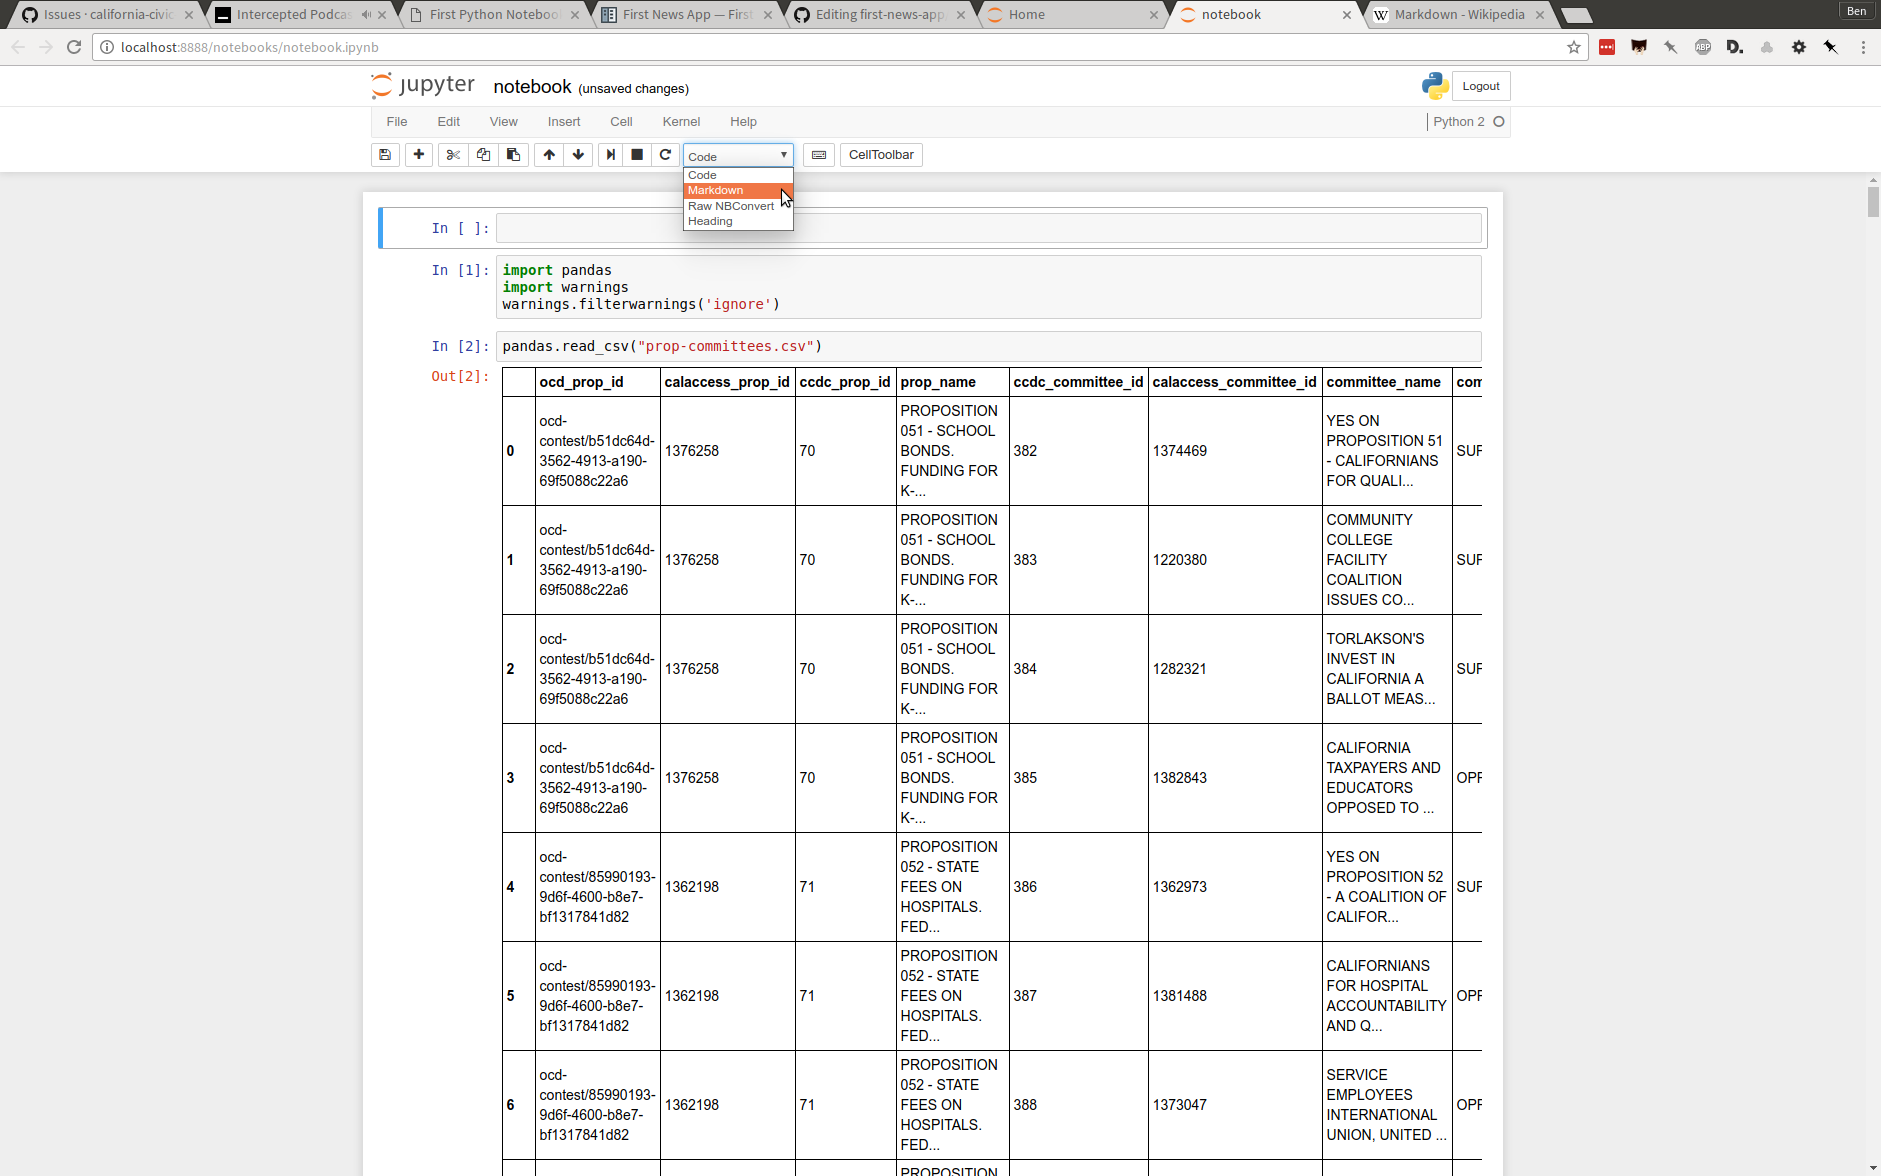 Issues · california-civic
Intercepted Podcas
First Python Noteboo
First News App — First
Editing first-news-app
Home
notebook
Markdown - Wikipedia
Ben
localhost:8888/notebooks/notebook.ipynb
ABP
D.
jupyter notebook (unsaved changes)
Logout
File Edit View Insert Cell Kernel Help
Python 2
Code
CellToolbar
Code
Markdown
Raw NBConvert
Heading
In [ ]:
In [1]:
import pandas
import warnings
warnings.filterwarnings('ignore')
In [2]:
pandas.read_csv("prop-committees.csv")
Out[2]:
ocd_prop_id calaccess_prop_id ccdc_prop_id prop_name ccdc_committee_id calaccess_committee_id committee_name com
0
ocd-
contest/b51dc64d-
3562-4913-a190-
69f5088c22a6
1376258
70
PROPOSITION
051 - SCHOOL
BONDS.
FUNDING FOR
K-...
382
1374469
YES ON
PROPOSITION 51
- CALIFORNIANS
FOR QUALI...
SUP
1
ocd-
contest/b51dc64d-
3562-4913-a190-
69f5088c22a6
1376258
70
PROPOSITION
051 - SCHOOL
BONDS.
FUNDING FOR
K-...
383
1220380
COMMUNITY
COLLEGE
FACILITY
COALITION
ISSUES CO...
SUP
2
ocd-
contest/b51dc64d-
3562-4913-a190-
69f5088c22a6
1376258
70
PROPOSITION
051 - SCHOOL
BONDS.
FUNDING FOR
K-...
384
1282321
TORLAKSON'S
INVEST IN
CALIFORNIA A
BALLOT MEAS...
SUP
3
ocd-
contest/b51dc64d-
3562-4913-a190-
69f5088c22a6
1376258
70
PROPOSITION
051 - SCHOOL
BONDS.
FUNDING FOR
K-...
385
1382843
CALIFORNIA
TAXPAYERS AND
EDUCATORS
OPPOSED TO ...
OPP
4
ocd-
contest/85990193-
9d6f-4600-b8e7-
bf1317841d82
1362198
71
PROPOSITION
052 - STATE
FEES ON
HOSPITALS.
FED...
386
1362973
YES ON
PROPOSITION 52
- A COALITION OF
CALIFOR...
SUP
5
ocd-
contest/85990193-
9d6f-4600-b8e7-
bf1317841d82
1362198
71
PROPOSITION
052 - STATE
FEES ON
HOSPITALS.
FED...
387
1381488
CALIFORNIANS
FOR HOSPITAL
ACCOUNTABILITY
AND Q...
OPP
6
ocd-
contest/85990193-
9d6f-4600-b8e7-
bf1317841d82
1362198
71
PROPOSITION
052 - STATE
FEES ON
HOSPITALS.
FED...
388
1373047
SERVICE
EMPLOYEES
INTERNATIONAL
UNION, UNITED ...
OPP
PROPOSITION